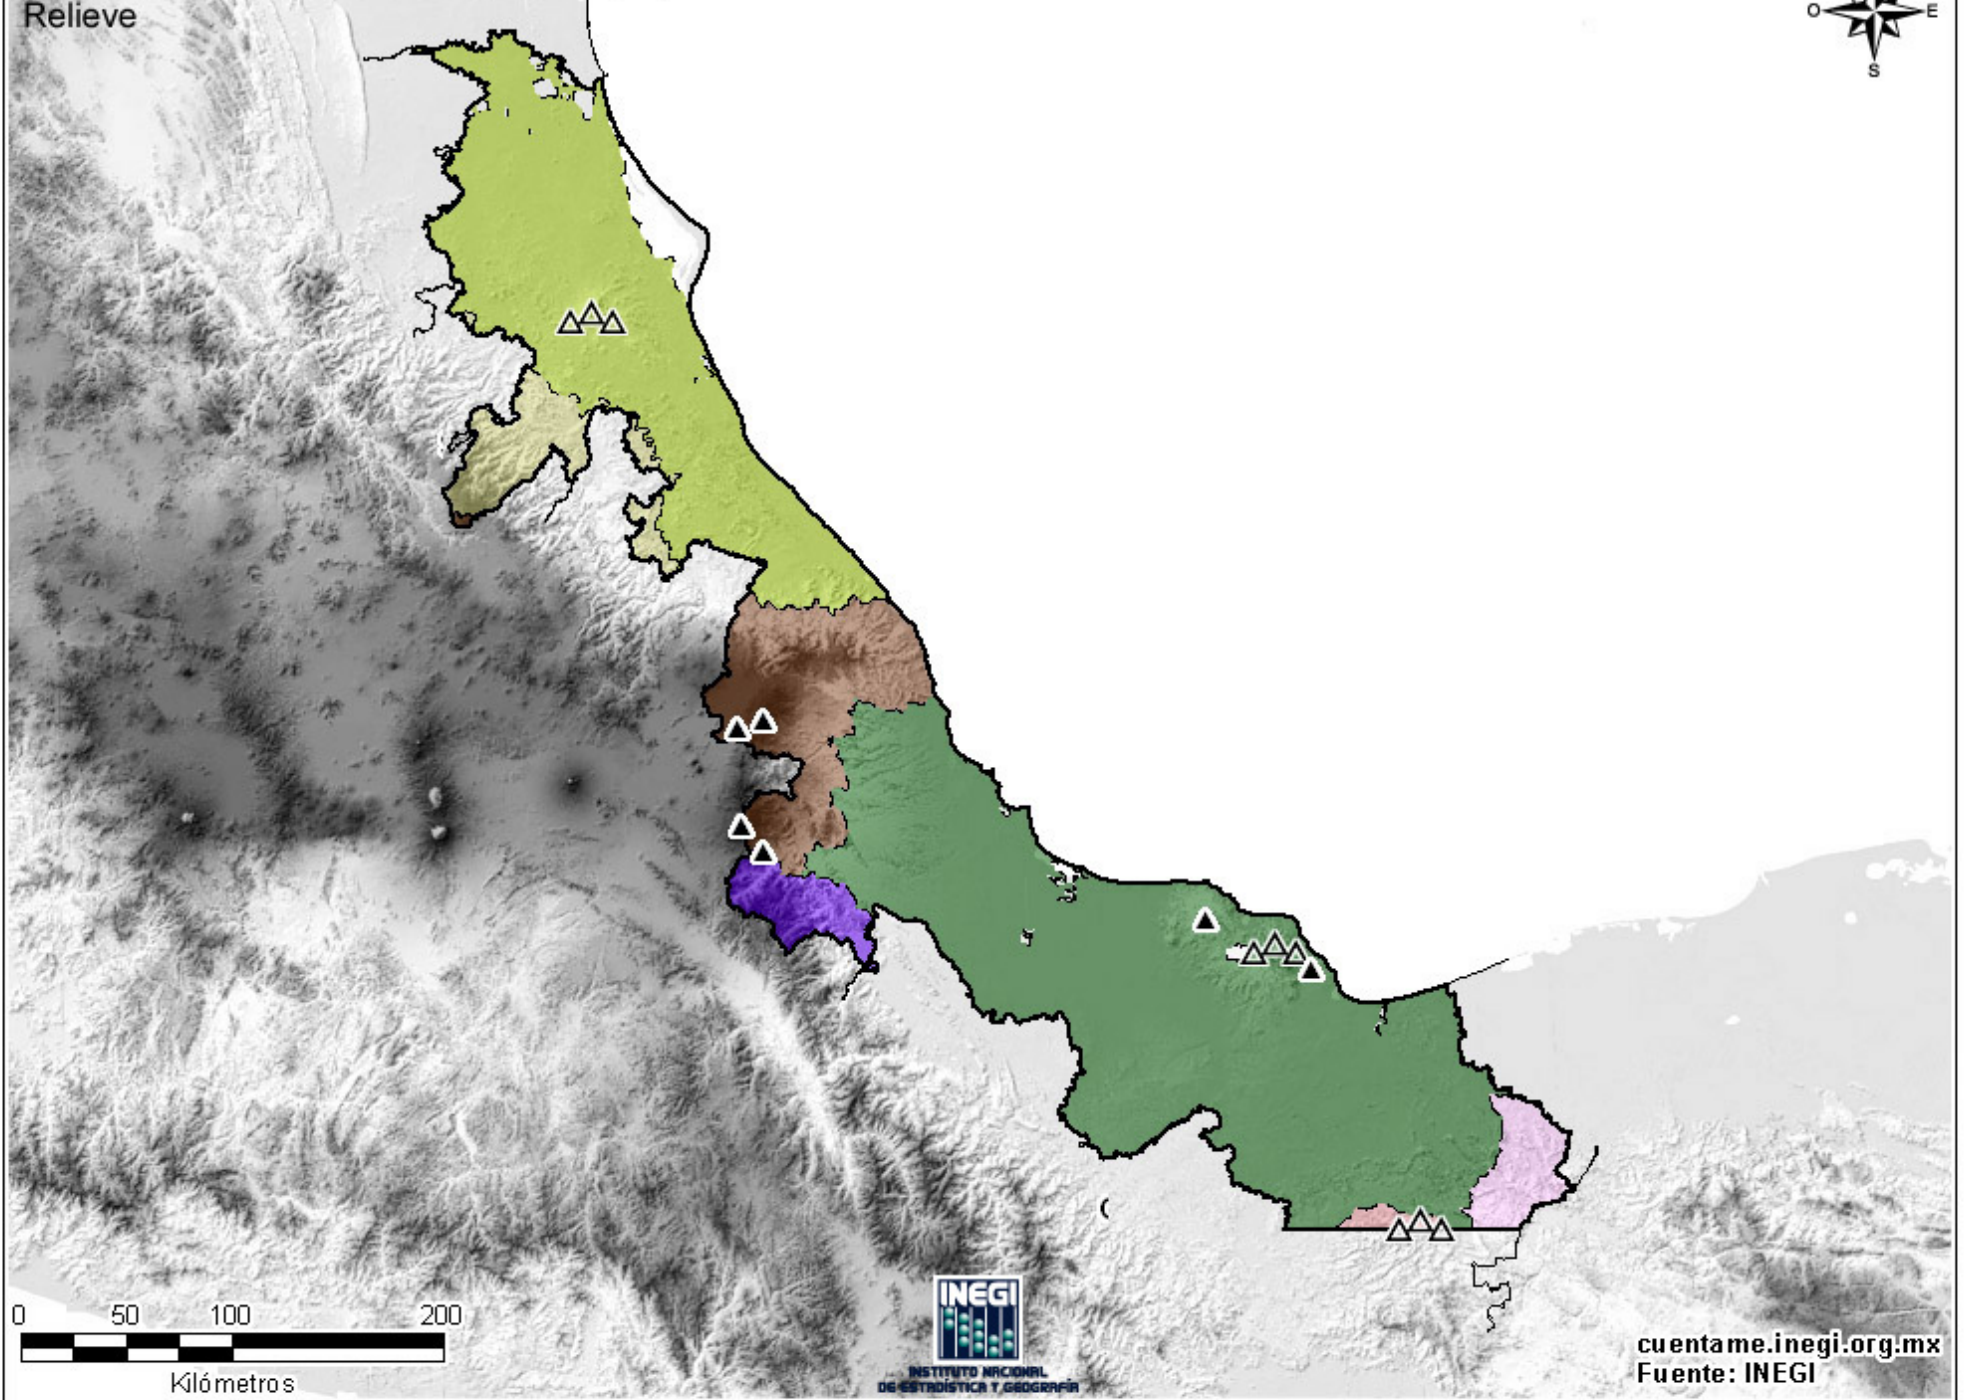 Relieve
O E
S
0 50 100 200
Kilómetros
INEGI
INSTITUTO NACIONAL
DE ESTADÍSTICA Y GEOGRAFÍA
cuentame.inegi.org.mx
Fuente: INEGI